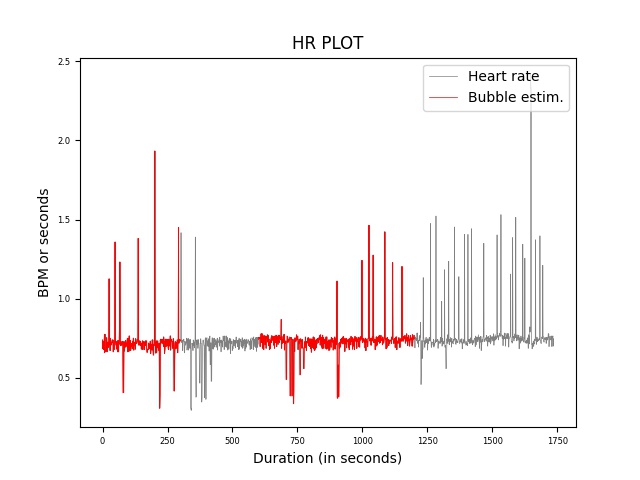 HR PLOT
Heart rate
Bubble estim.
2.5
2.0
1.5
1.0
0.5
BPM or seconds
0 250 500 750 1000 1250 1500 1750
Duration (in seconds)